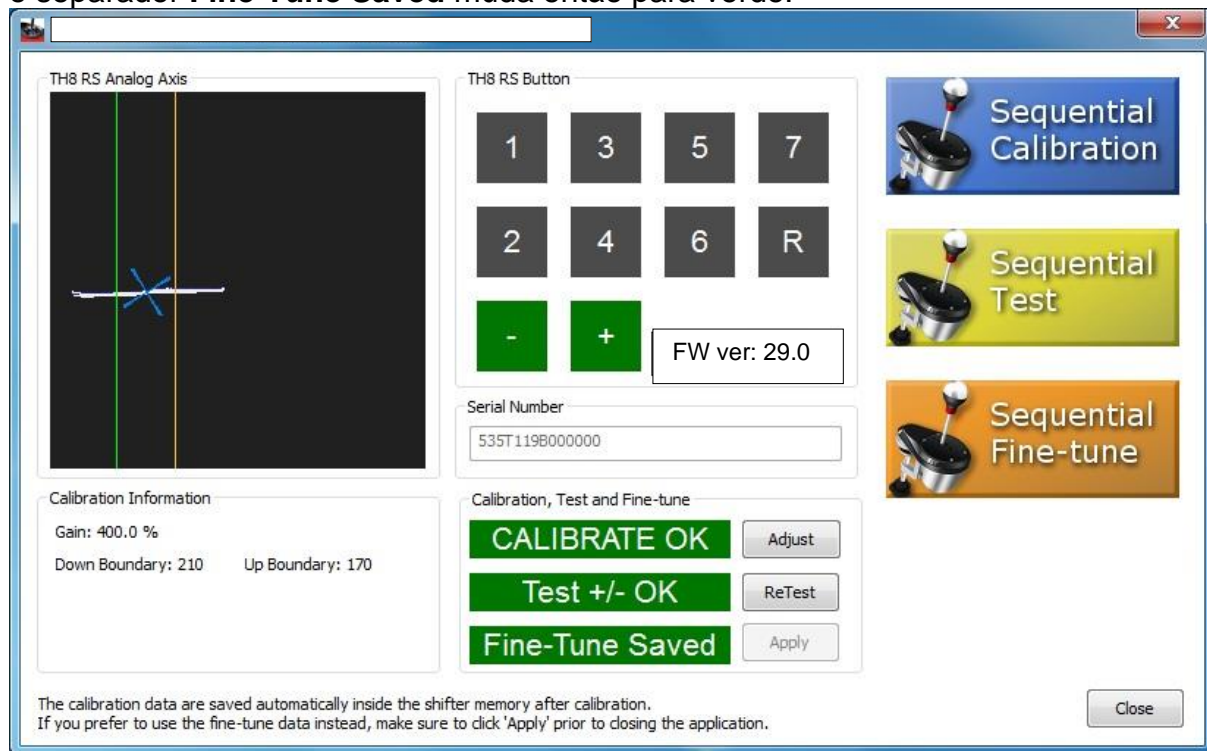 o separador Fine-Tune Saved muda então para verde.
X
TH8 RS Analog Axis
TH8 RS Button
1 3 5 7
2 4 6 R
- +
FW ver: 29.0
Serial Number
535T119B000000
Sequential
Calibration
Sequential
Test
Sequential
Fine-tune
Calibration Information
Gain: 400.0 %
Down Boundary: 210 Up Boundary: 170
Calibration, Test and Fine-tune
CALIBRATE OK Adjust
Test +/- OK ReTest
Fine-Tune Saved Apply
The calibration data are saved automatically inside the shifter memory after calibration.
If you prefer to use the fine-tune data instead, make sure to click 'Apply' prior to closing the application.
Close